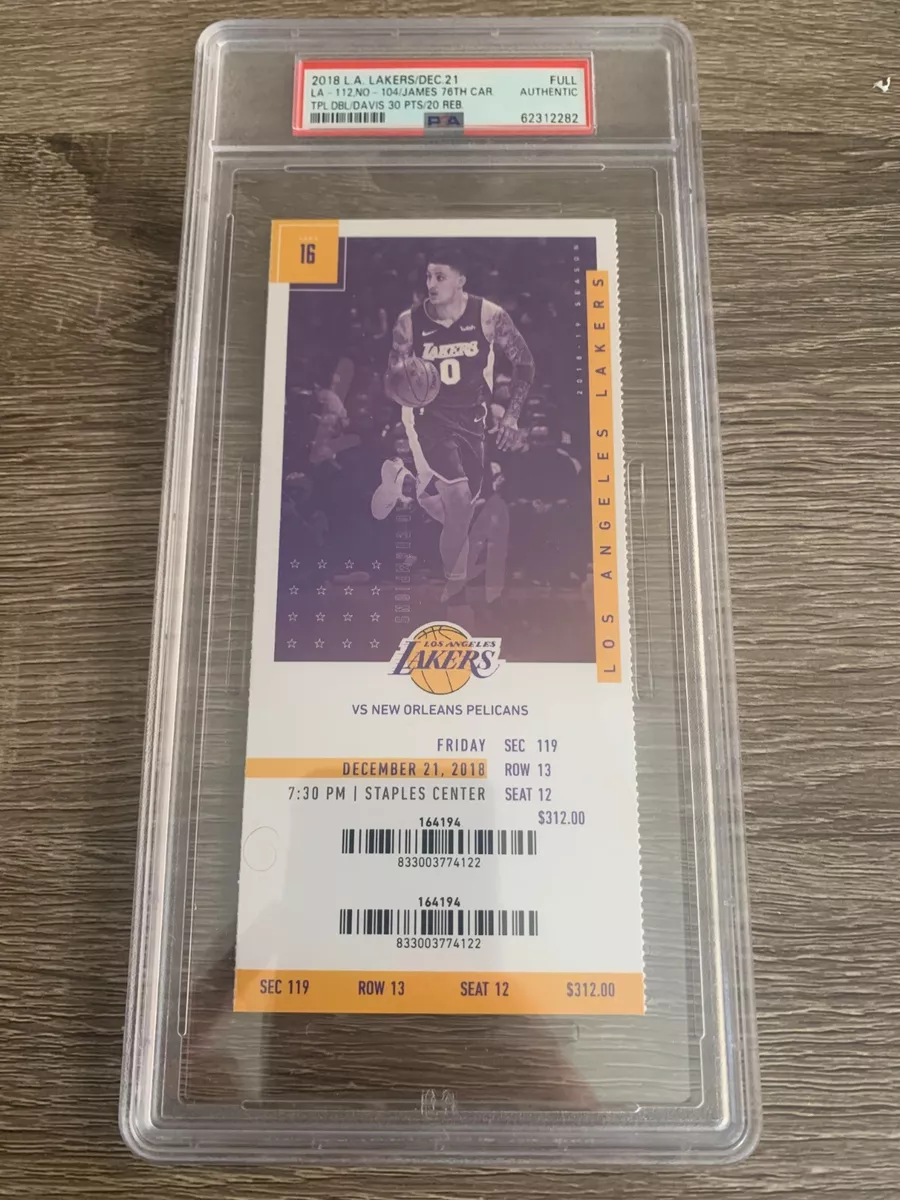 2018 L.A. LAKERS/DEC.21 FULL
LA - 112,NO - 104/JAMES 76TH CAR. AUTHENTIC
TPL.DBL/DAVIS 30 PTS/20 REB.
PSA 62312282
16
2018-19 SEASON
LOS ANGELES LAKERS
LAKERS
0
LOS ANGELES
LAKERS
VS NEW ORLEANS PELICANS
FRIDAY SEC 119
DECEMBER 21, 2018 ROW 13
7:30 PM | STAPLES CENTER SEAT 12
$312.00
164194
833003774122
164194
833003774122
SEC 119 ROW 13 SEAT 12 $312.00